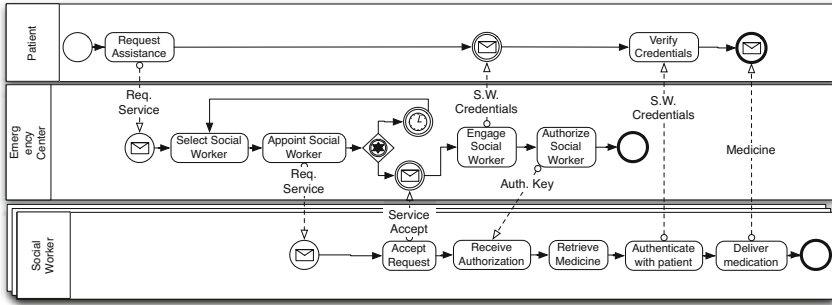 Patient
Request
Assistance
Verify
Credentials
Req.
Service
S.W.
Credentials
S.W.
Credentials
Emerg
ency
Center
Select Social
Worker
Appoint Social
Worker
Engage
Social
Worker
Authorize
Social
Worker
Req.
Service
Auth. Key
Medicine
Service
Accept
Social
Worker
Accept
Request
Receive
Authorization
Retrieve
Medicine
Authenticate
with patient
Deliver
medication